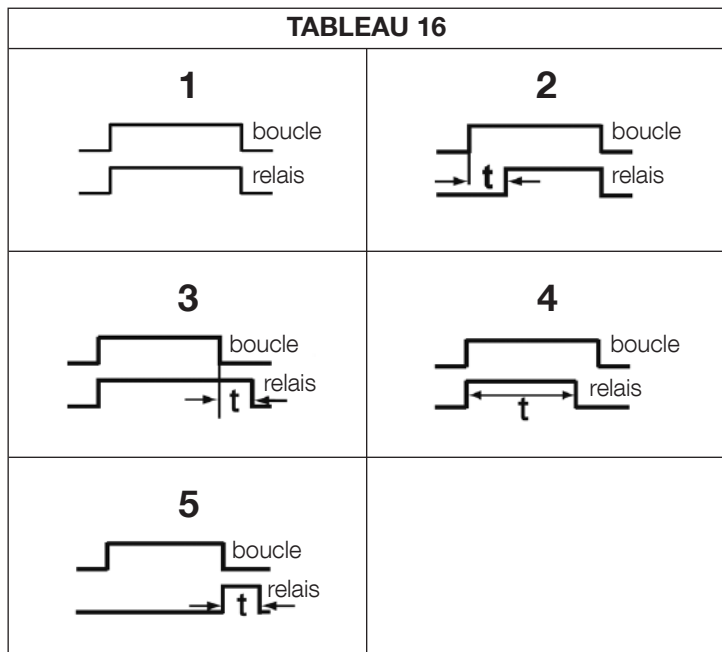 TABLEAU 16
1
boucle
relais
t
2
boucle
relais
t
3
boucle
relais
t
4
boucle
relais
t
5
boucle
relais
t